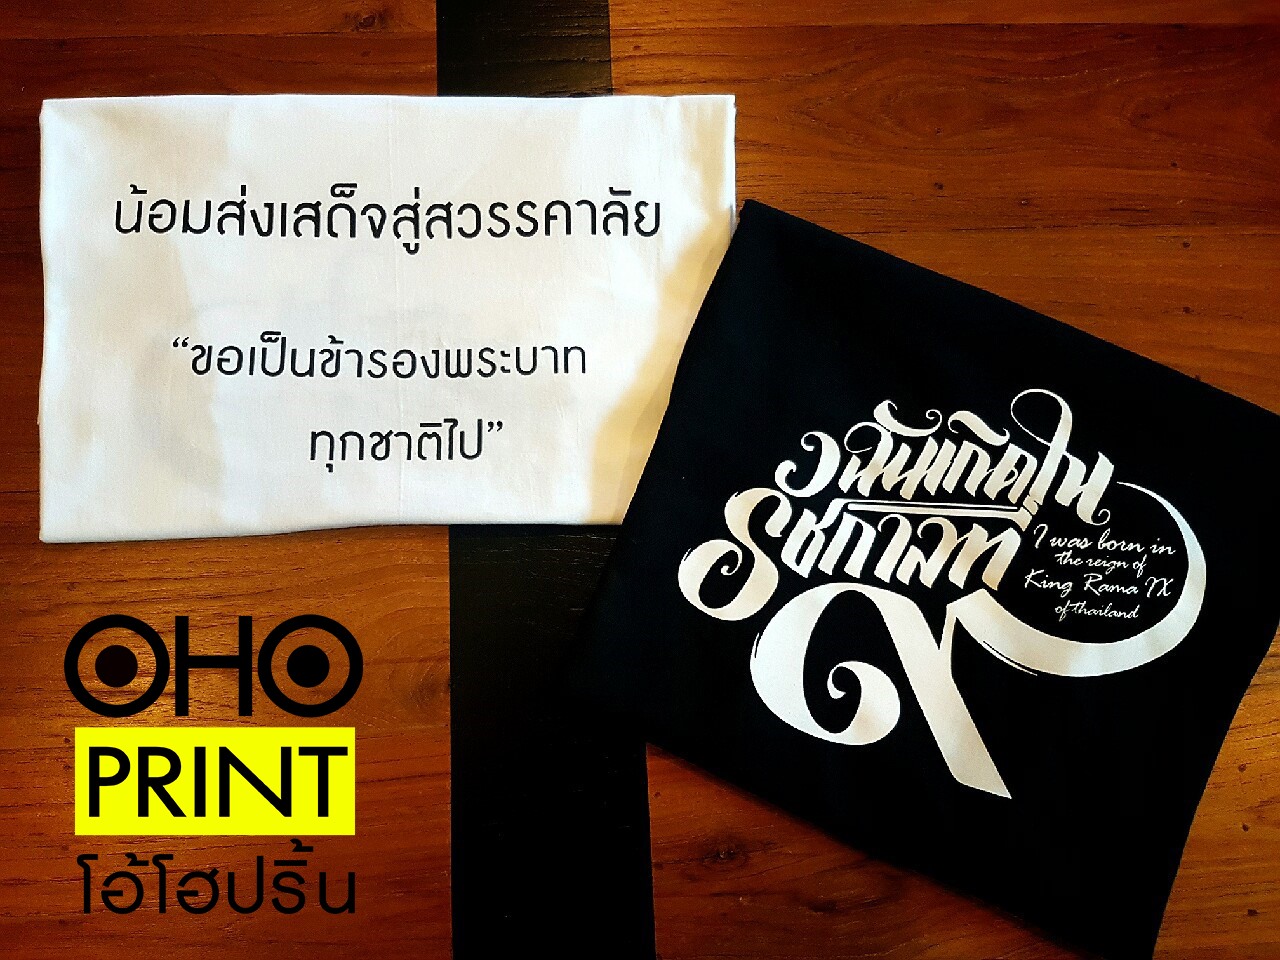 น้อมส่งเสด็จสู่สวรรคาลัย
“ขอเป็นข้ารองพระบาท
ทุกชาติไป”
ฉันเกิดใน
รัชกาลที่
๙
I was born in
the reign of
King Rama IX
of thailand
OHO
PRINT
โอ้โฮปริ้น